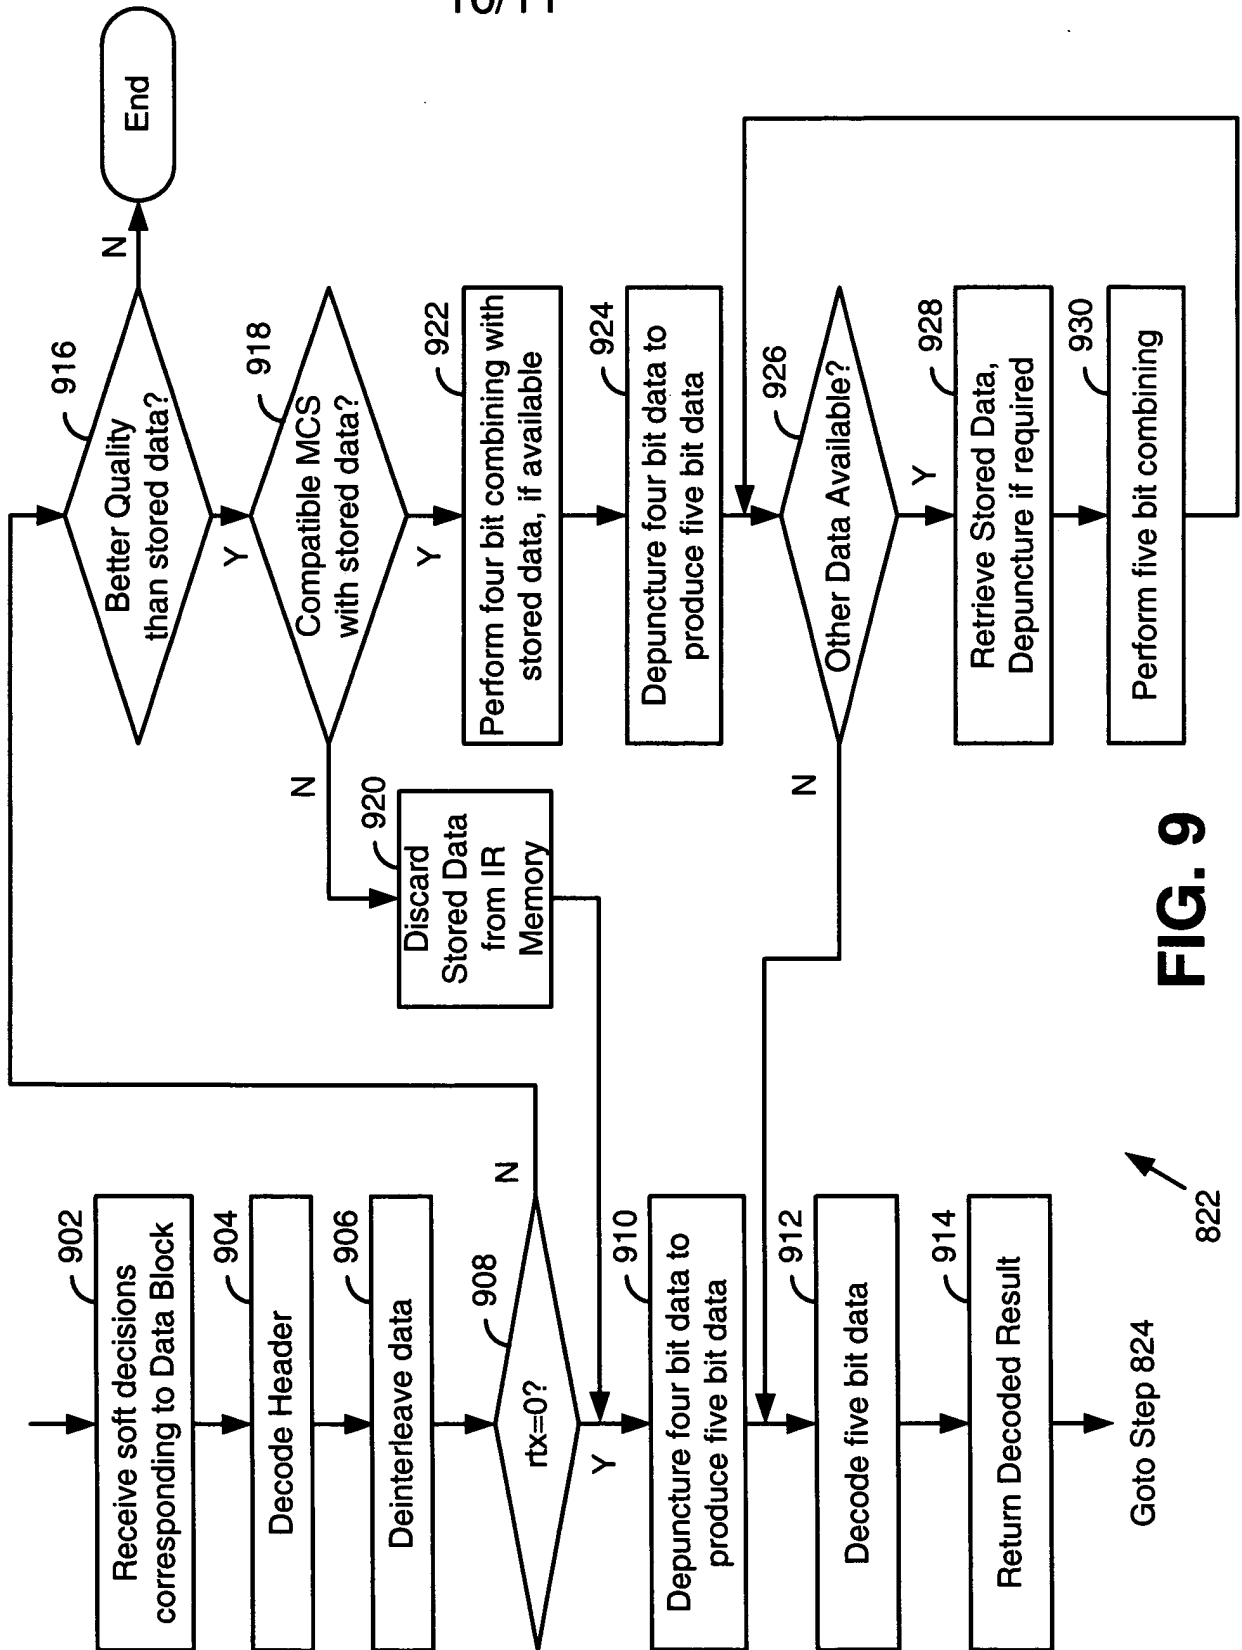 10/11
902
Receive soft decisions
corresponding to Data Block
904
Decode Header
906
Deinterleave data
908
rtx=0?
N
Y
910
Depuncture four bit data to
produce five bit data
912
Decode five bit data
914
Return Decoded Result
Goto Step 824
822
916
Better Quality
than stored data?
N
End
Y
918
Compatible MCS
with stored data?
N
920
Discard
Stored Data
from IR
Memory
Y
922
Perform four bit combining with
stored data, if available
924
Depuncture four bit data to
produce five bit data
926
Other Data Available?
N
Y
928
Retrieve Stored Data,
Depuncture if required
930
Perform five bit combining
FIG. 9